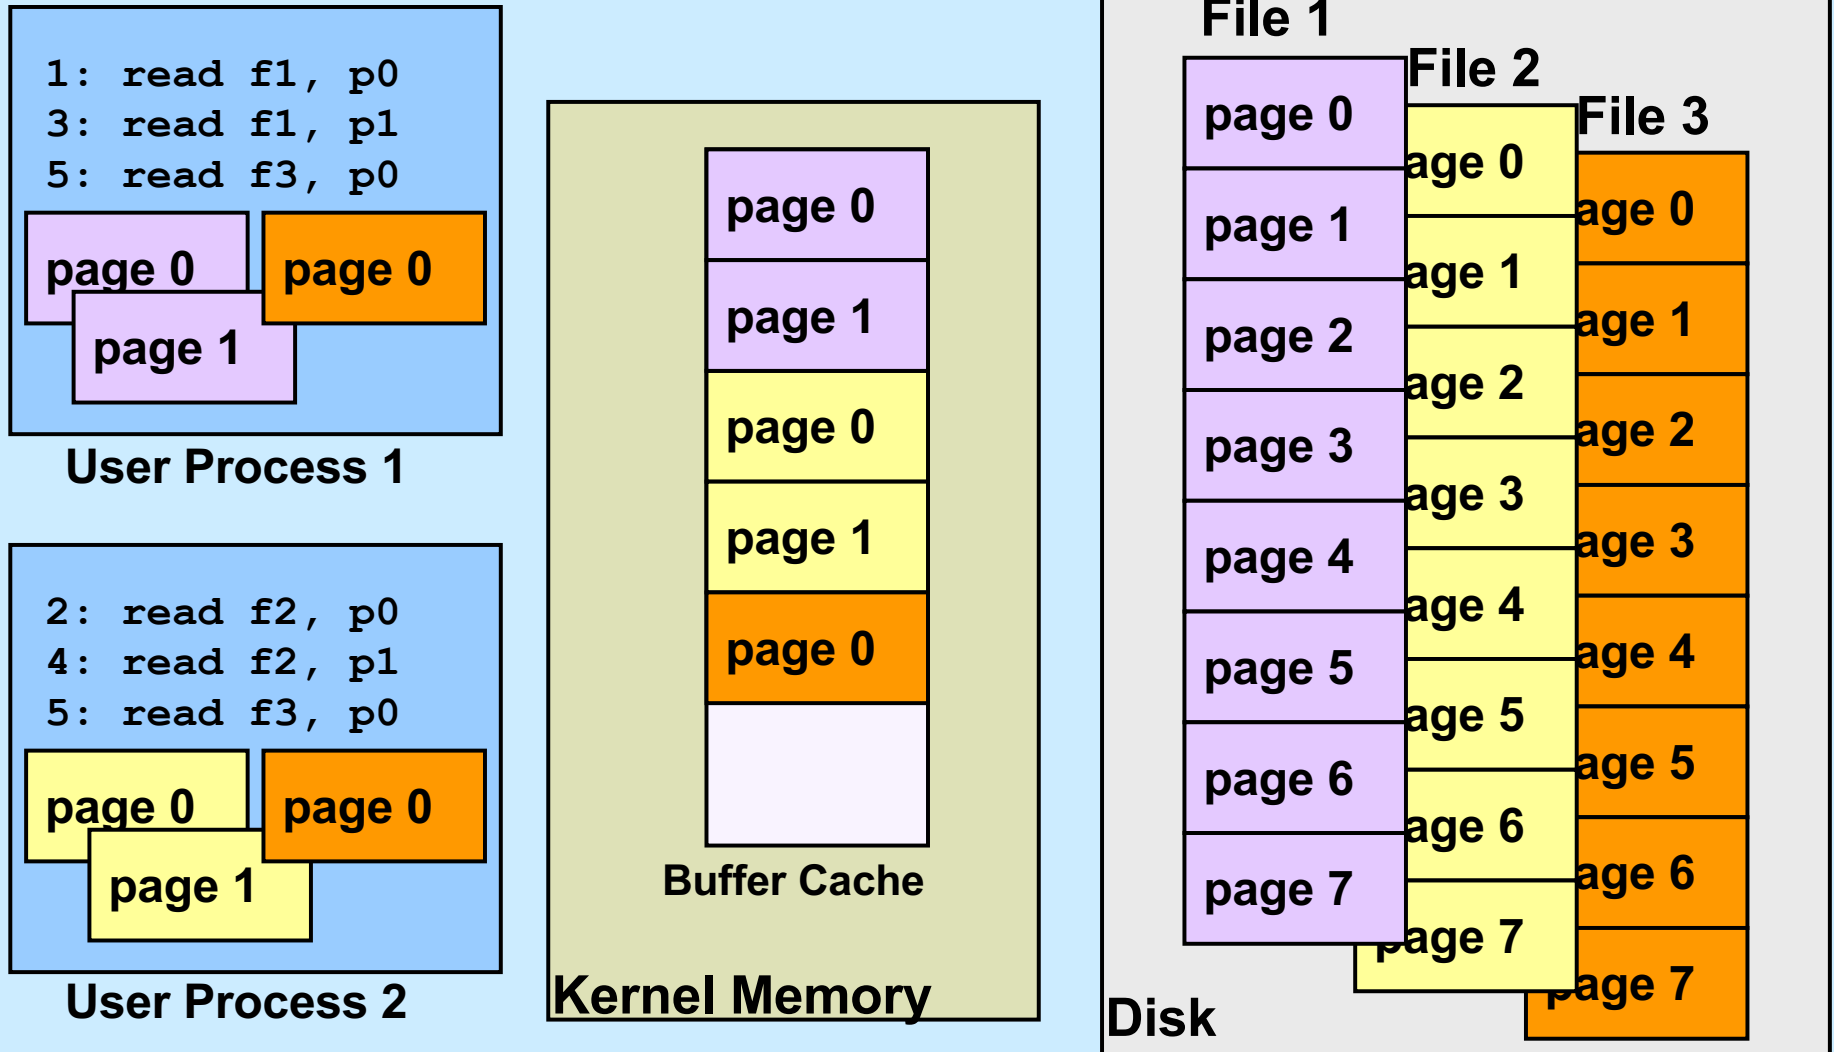 1: read f1, p0
3: read f1, p1
5: read f3, p0
page 0
page 0
page 1
User Process 1
2: read f2, p0
4: read f2, p1
5: read f3, p0
page 0
page 0
page 1
User Process 2
page 0
page 1
page 0
page 1
page 0
Buffer Cache
Kernel Memory
File 1
page 0
page 1
page 2
page 3
page 4
page 5
page 6
page 7
File 2
age 0
age 1
age 2
age 3
age 4
age 5
age 6
page 7
File 3
age 0
age 1
age 2
age 3
age 4
age 5
age 6
page 7
Disk